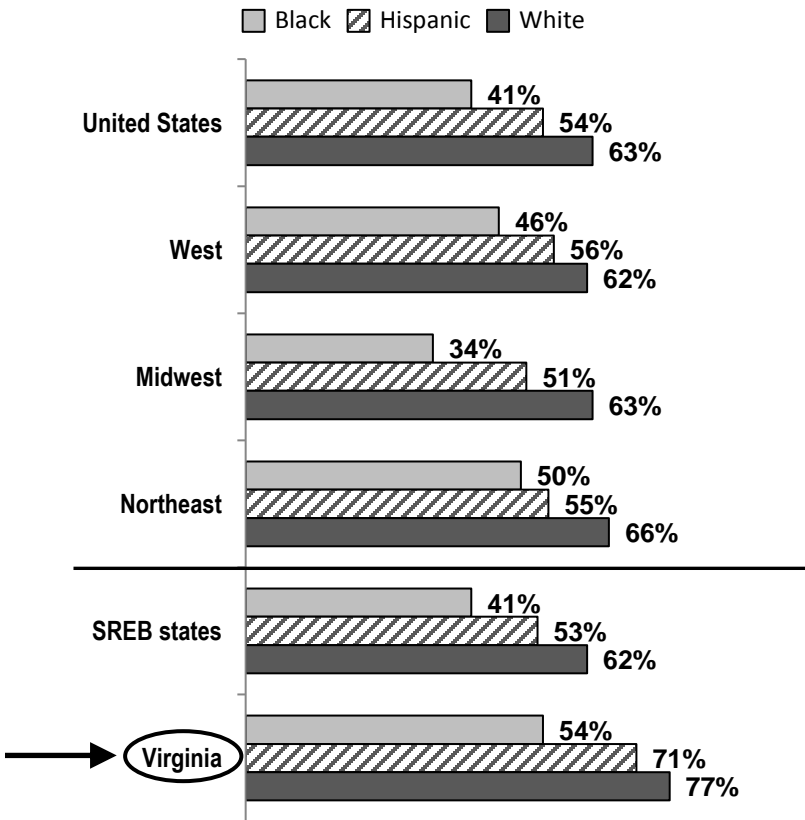 Black Hispanic White
41%
United States 54%
63%
46%
West 56%
62%
34%
Midwest 51%
63%
50%
Northeast 55%
66%
41%
SREB states 53%
62%
54%
Virginia 71%
77%